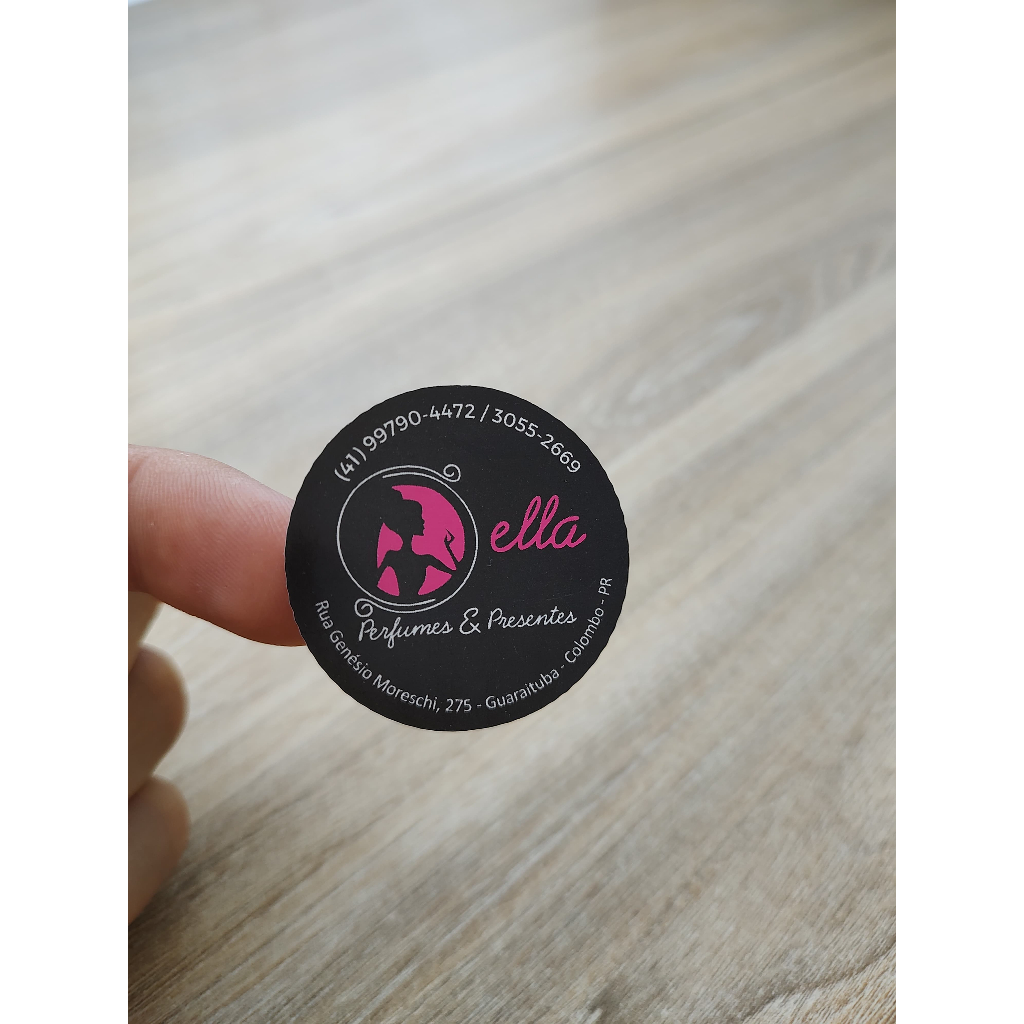 (41) 99790-4472 / 3055-2669
ella
Perfumes & Presentes
Rua Genésio Moreschi, 275 - Guaraituba - Colombo - PR